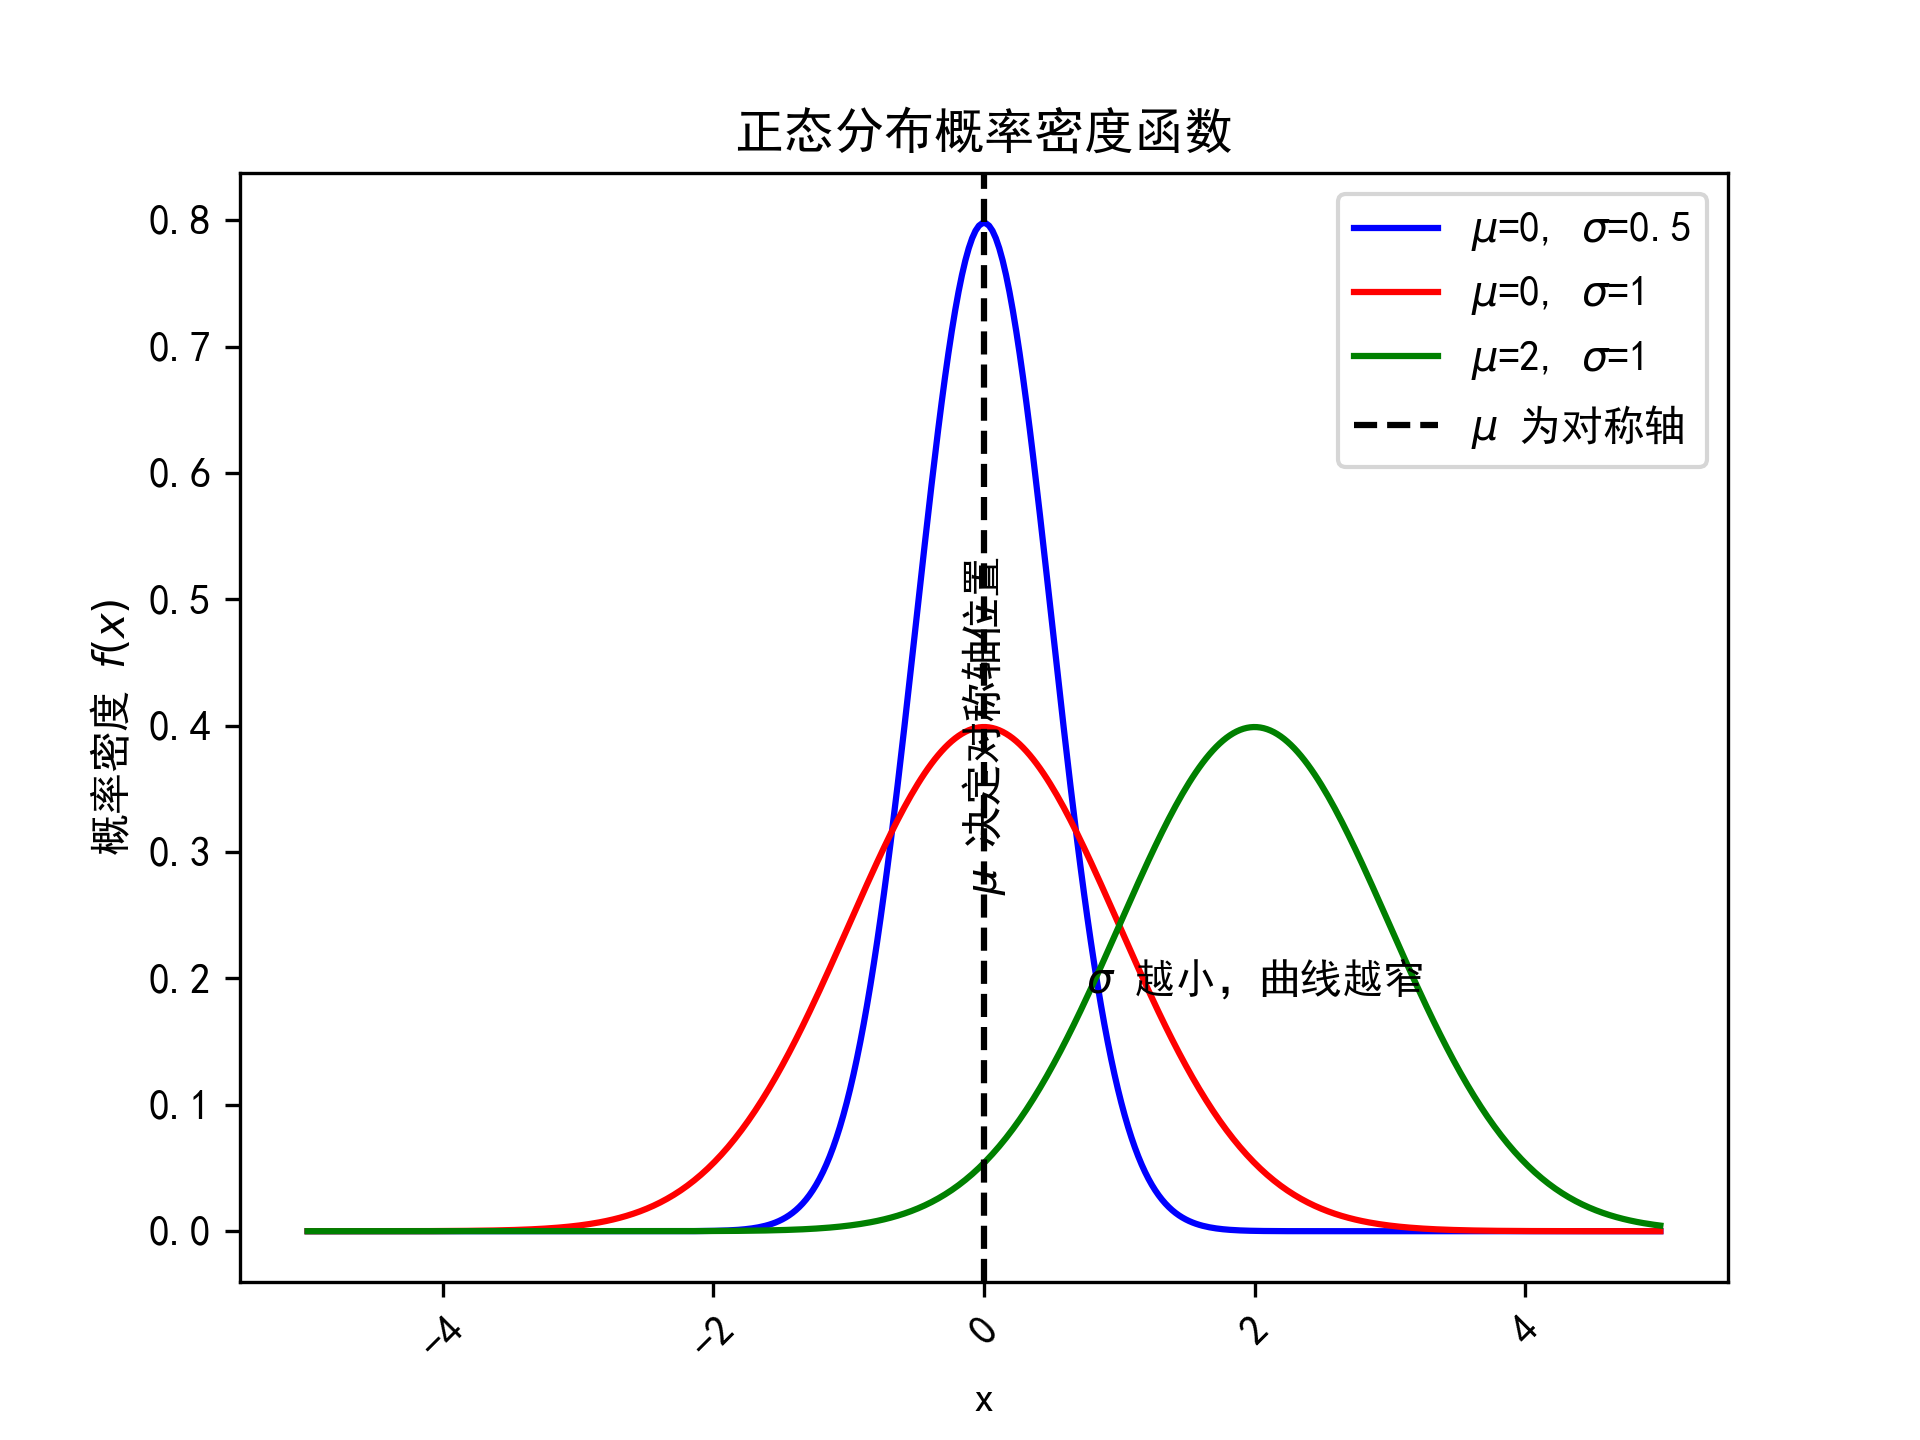 正态分布概率密度函数
μ=0, σ=0.5
μ=0, σ=1
μ=2, σ=1
μ 为对称轴
概率密度 f(x)
0.8
0.7
0.6
0.5
0.4
0.3
0.2
0.1
0.0
μ 决定对称轴位置
σ 越小，曲线越窄
−4
−2
0
2
4
x